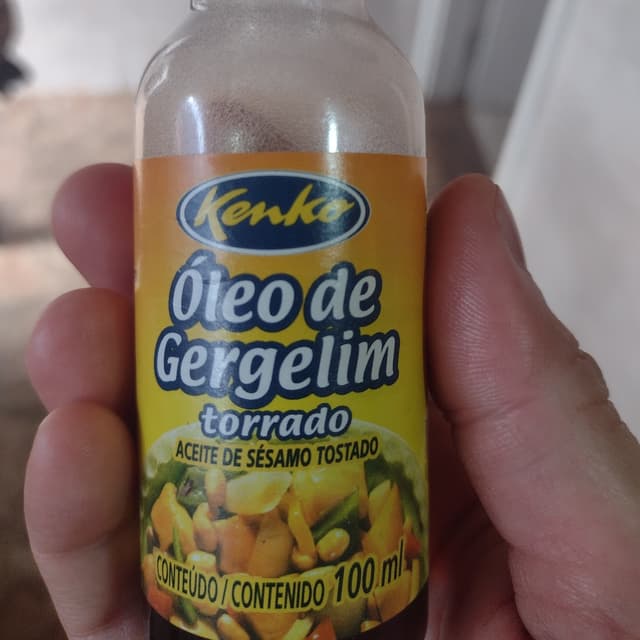 Kenko
Óleo de
Gergelim
torrado
ACEITE DE SÉSAMO TOSTADO
CONTEÚDO/CONTENIDO 100 ml